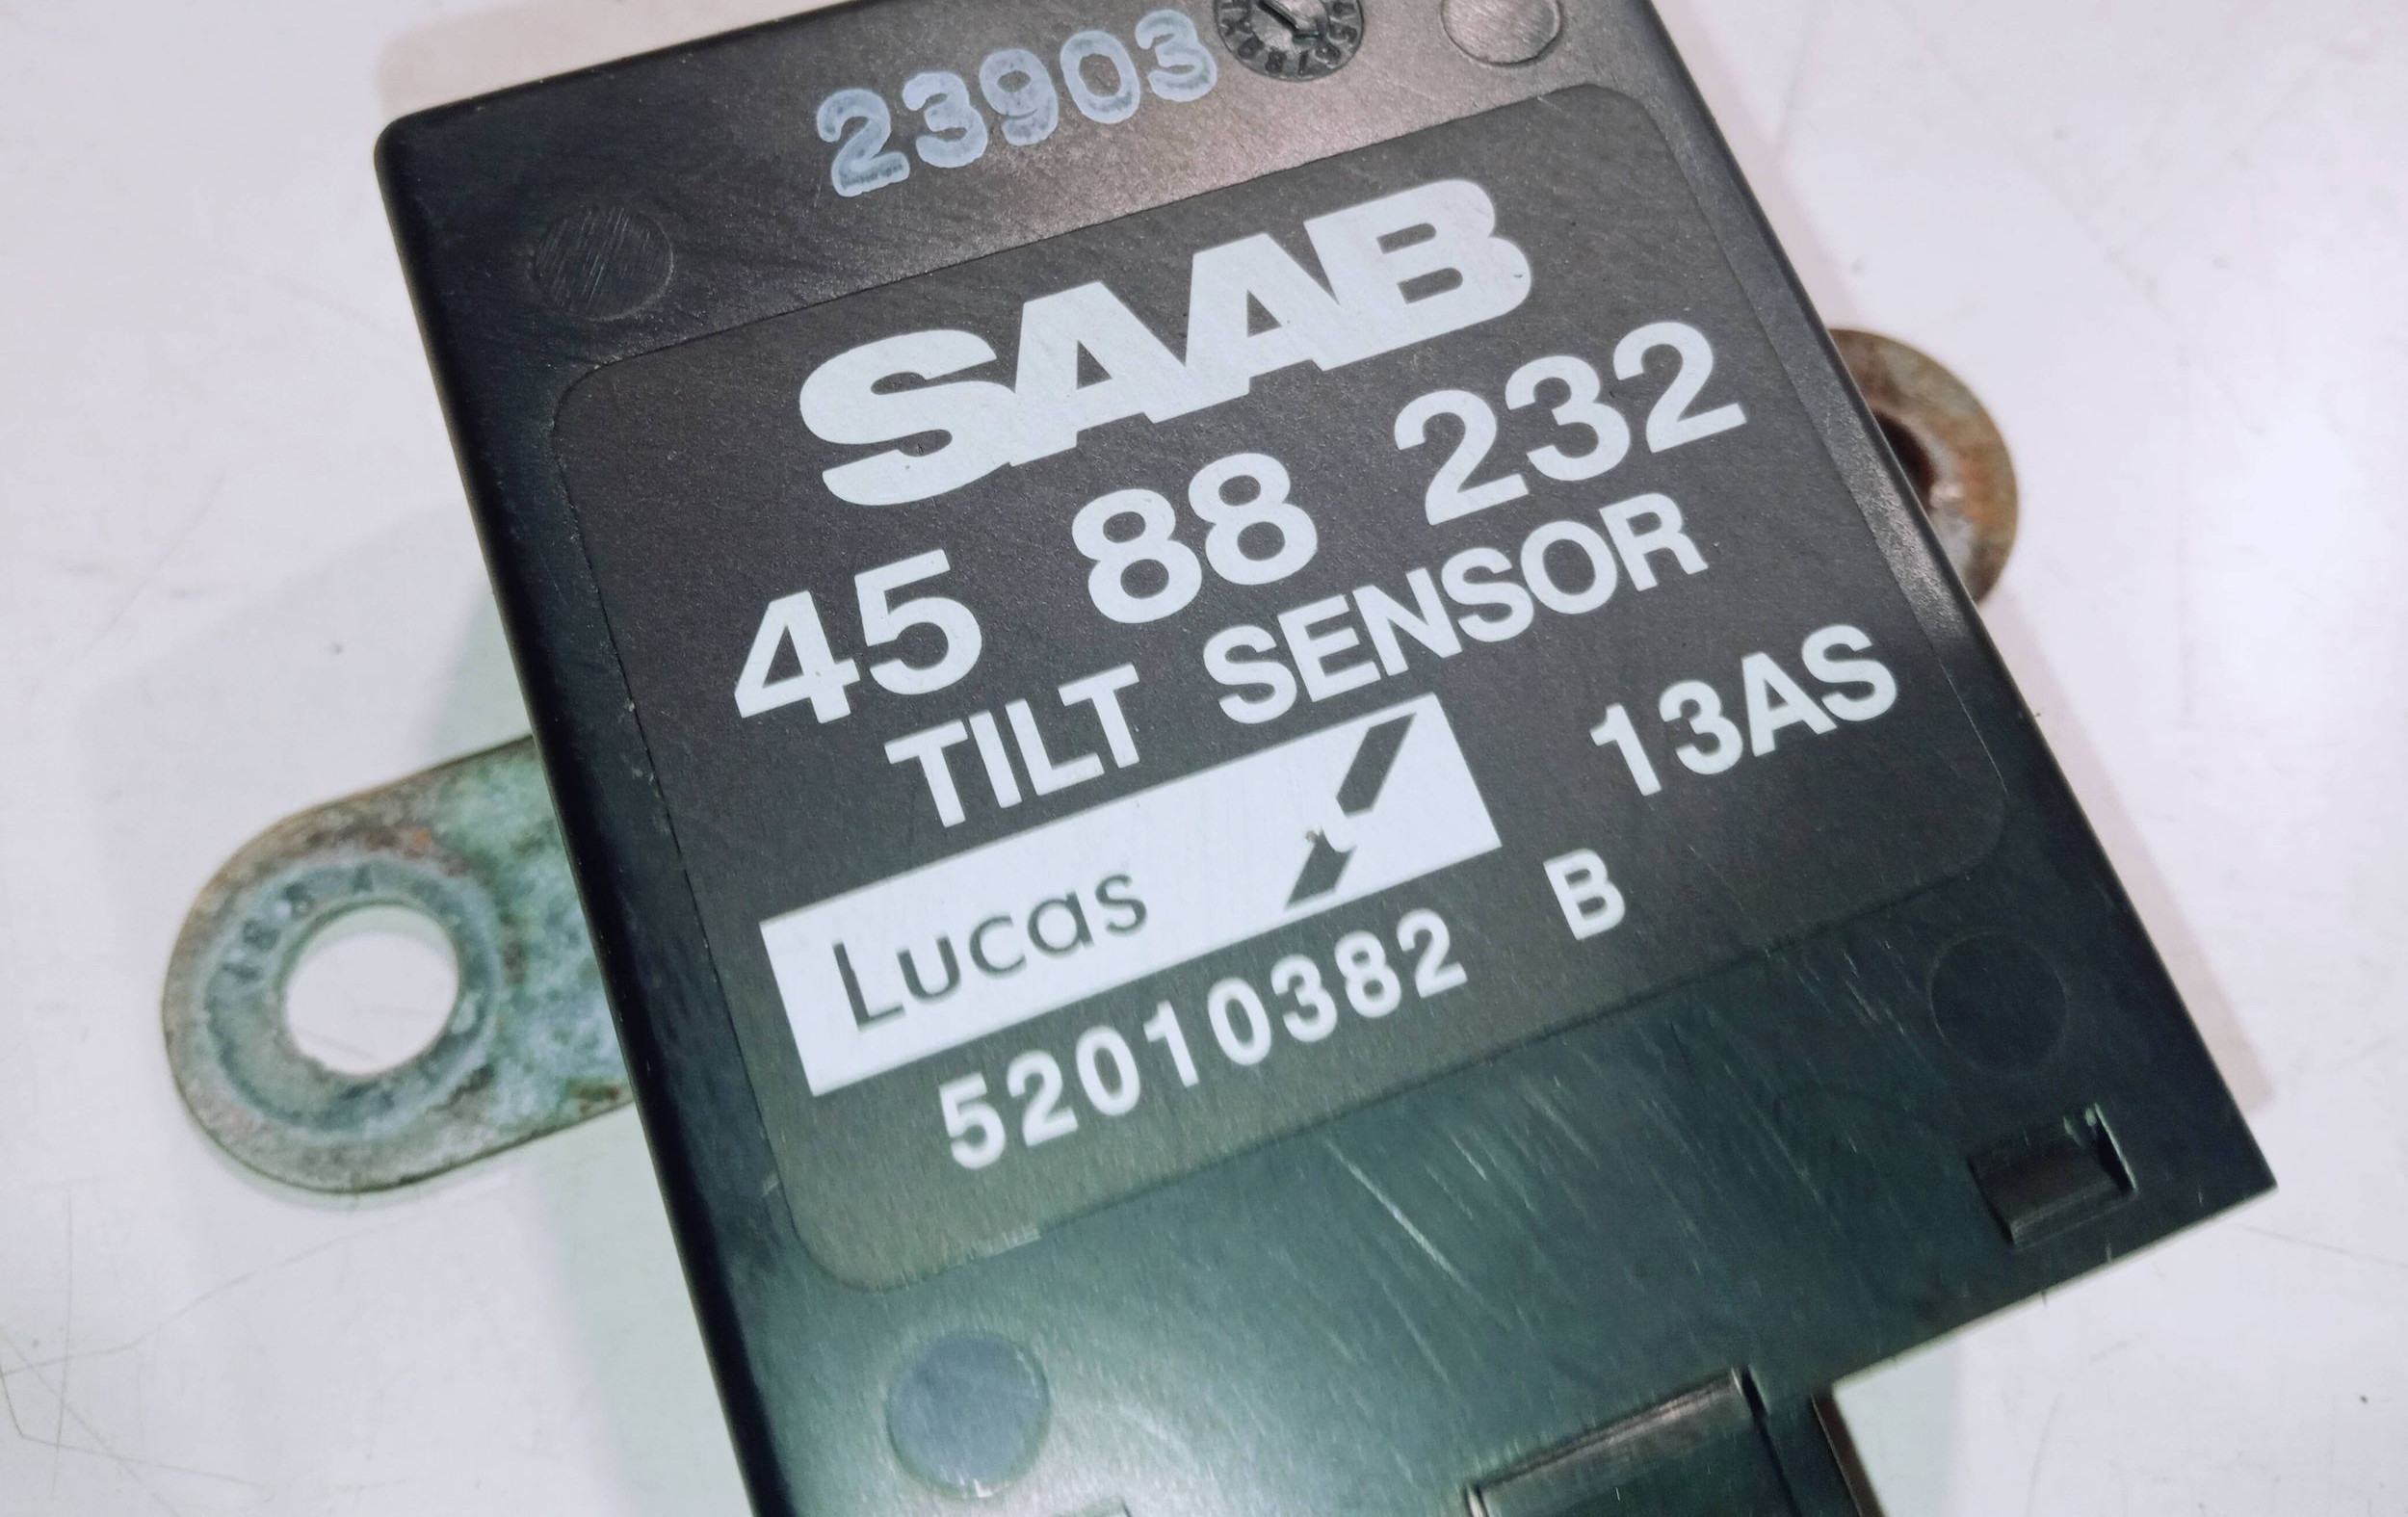 23903
SAAB
45 88 232
TILT SENSOR
Lucas 13AS
52010382 B